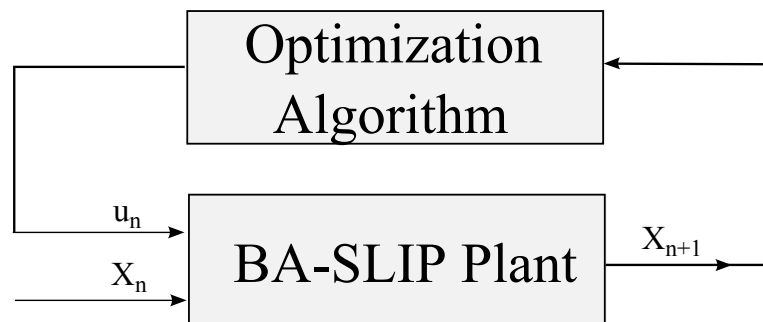 Optimization
Algorithm
uₙ
Xₙ
BA-SLIP Plant
Xₙ₊₁